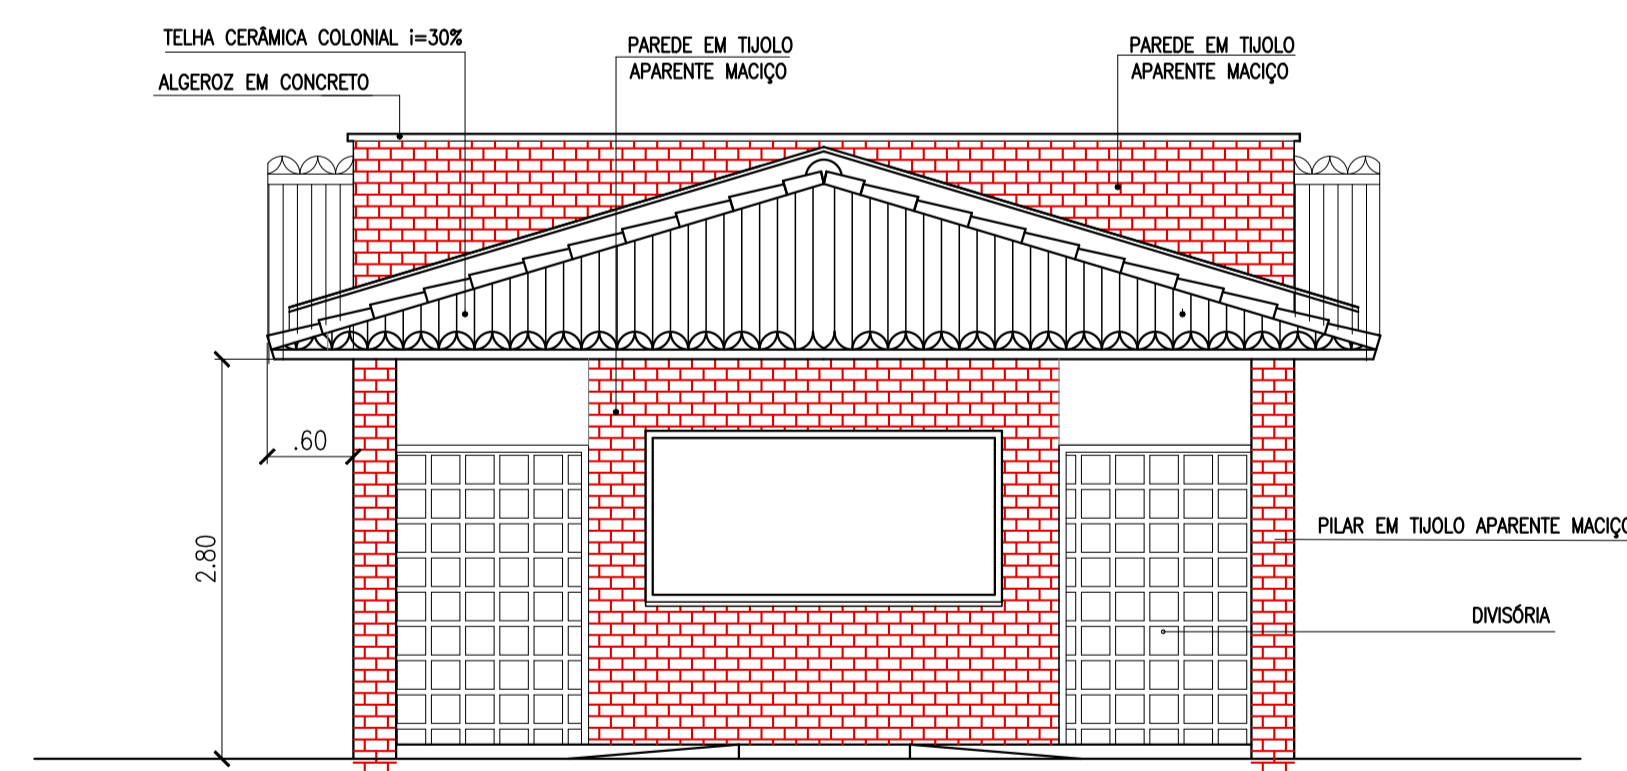 TELHA CERÂMICA COLONIAL i=30%
ALGEROZ EM CONCRETO
PAREDE EM TIJOLO
APARENTE MACIÇO
PAREDE EM TIJOLO
APARENTE MACIÇO
.60
2.80
PILAR EM TIJOLO APARENTE MACIÇO
DIVISÓRIA